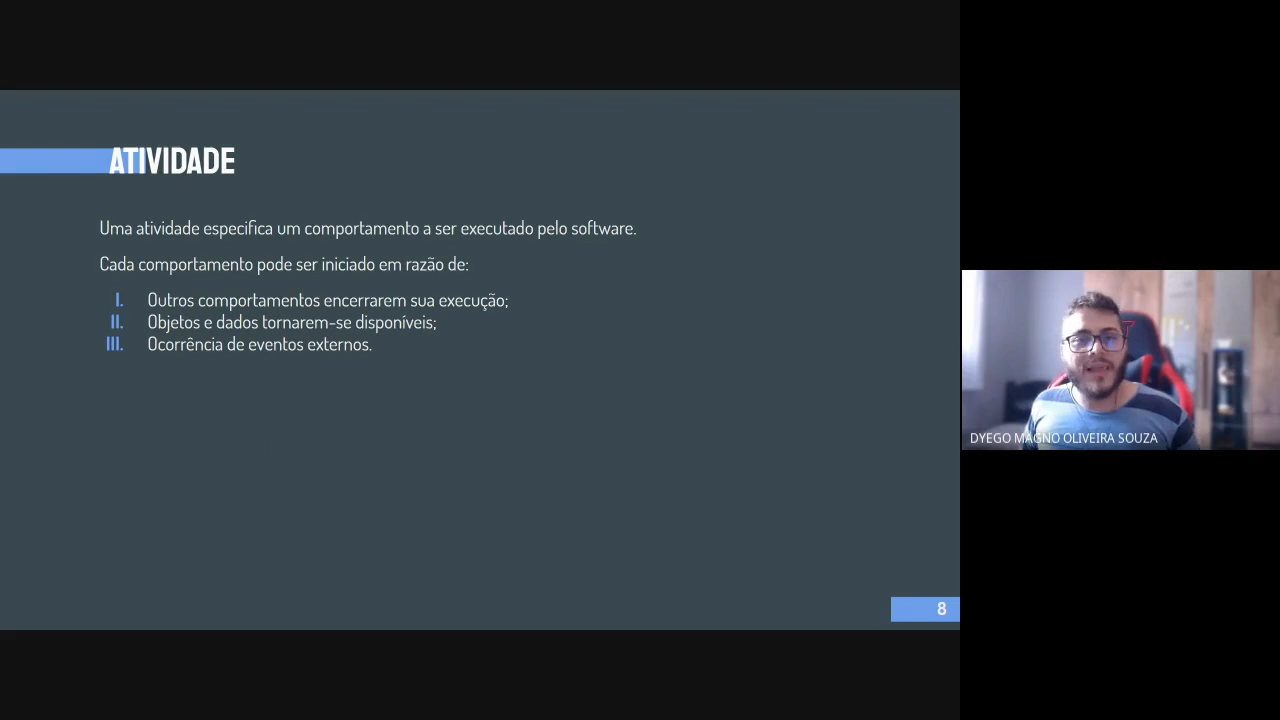 ATIVIDADE
Uma atividade especifica um comportamento a ser executado pelo software.
Cada comportamento pode ser iniciado em razão de:
I. Outros comportamentos encerrarem sua execução;
II. Objetos e dados tornarem-se disponíveis;
III. Ocorrência de eventos externos.
DYEGO MAGNO OLIVEIRA SOUZA
8